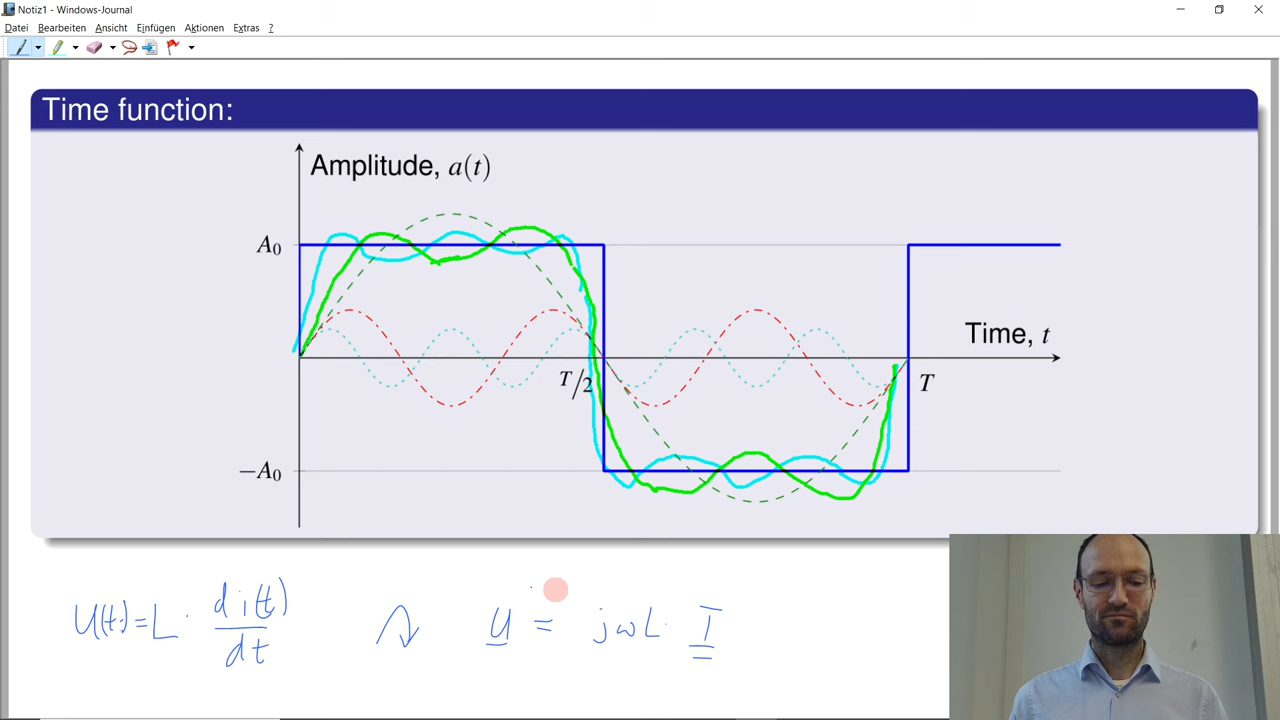 Notiz1 - Windows-Journal
Datei Bearbeiten Ansicht Einfügen Aktionen Extras ?
Time function:
Amplitude, a(t)
A₀
Time, t
T/2
T
−A₀
u(t)=L · di(t)/dt ↷ U = jωL · I